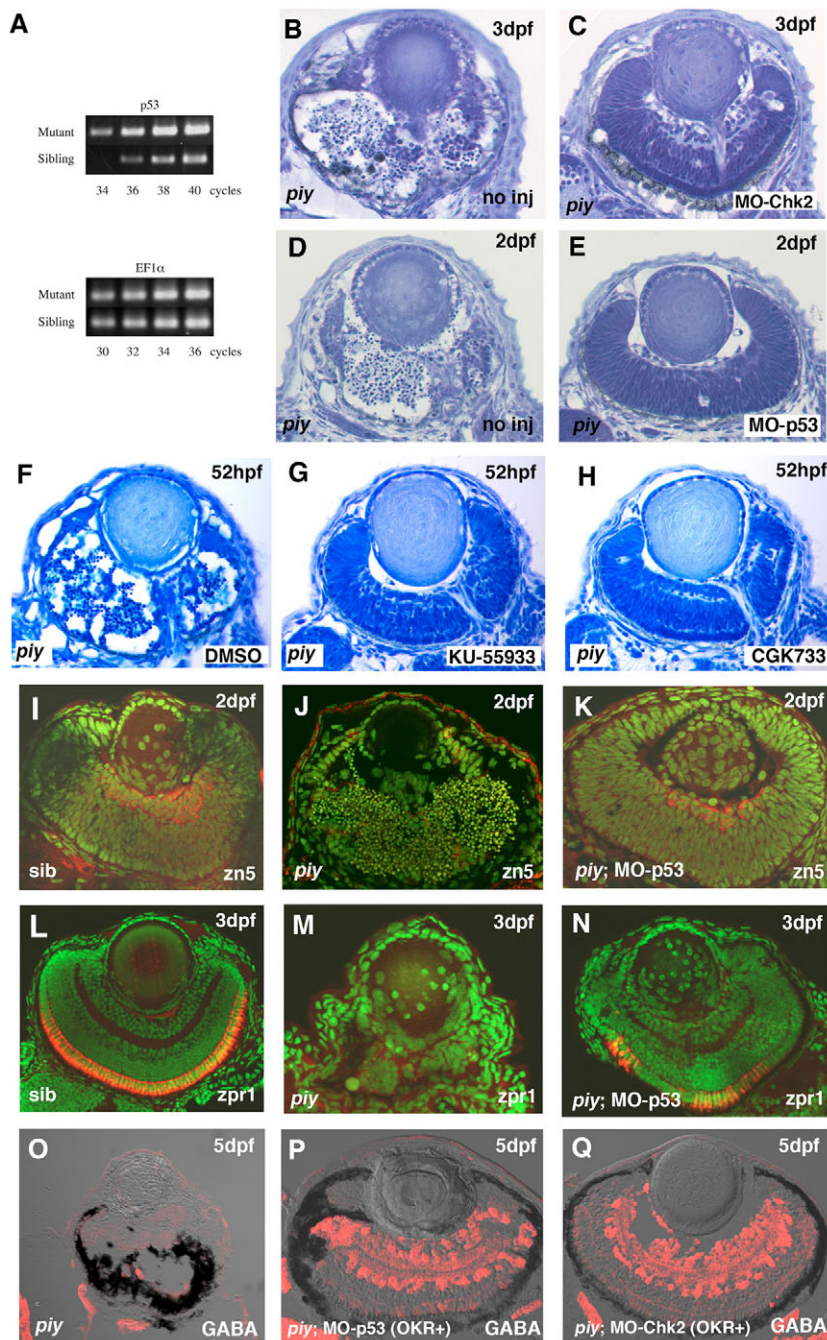 A
p53
Mutant
Sibling
34 36 38 40 cycles
EF1α
Mutant
Sibling
30 32 34 36 cycles
B 3dpf
piy no inj
C 3dpf
piy MO-Chk2
D 2dpf
piy no inj
E 2dpf
piy MO-p53
F 52hpf
piy DMSO
G 52hpf
piy KU-55933
H 52hpf
piy CGK733
I 2dpf
sib zn5
J 2dpf
piy zn5
K 2dpf
piy; MO-p53 zn5
L 3dpf
sib zpr1
M 3dpf
piy zpr1
N 3dpf
piy; MO-p53 zpr1
O 5dpf
piy GABA
P 5dpf
piy; MO-p53 (OKR+) GABA
Q 5dpf
piy; MO-Chk2 (OKR+) GABA